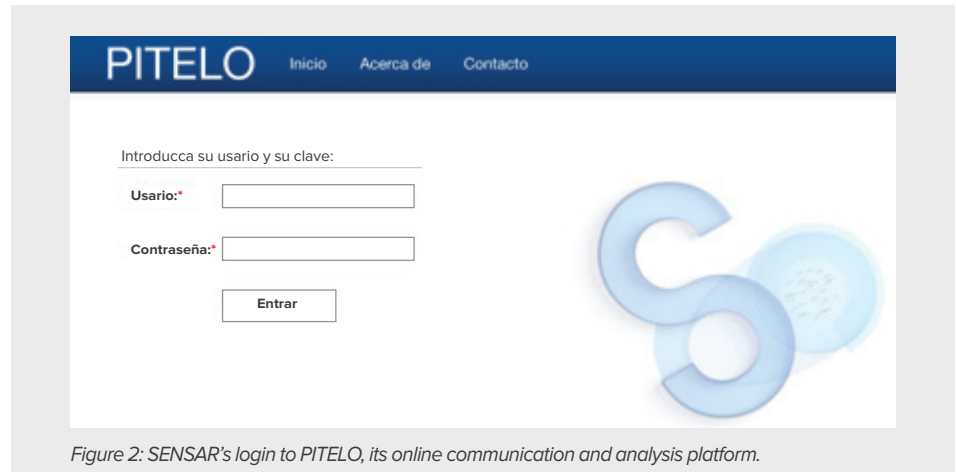 PITELO Inicio Acerca de Contacto
Introducca su usuario y su clave:
Usario:*
Contraseña:*
Entrar
Figure 2: SENSAR's login to PITELO, its online communication and analysis platform.